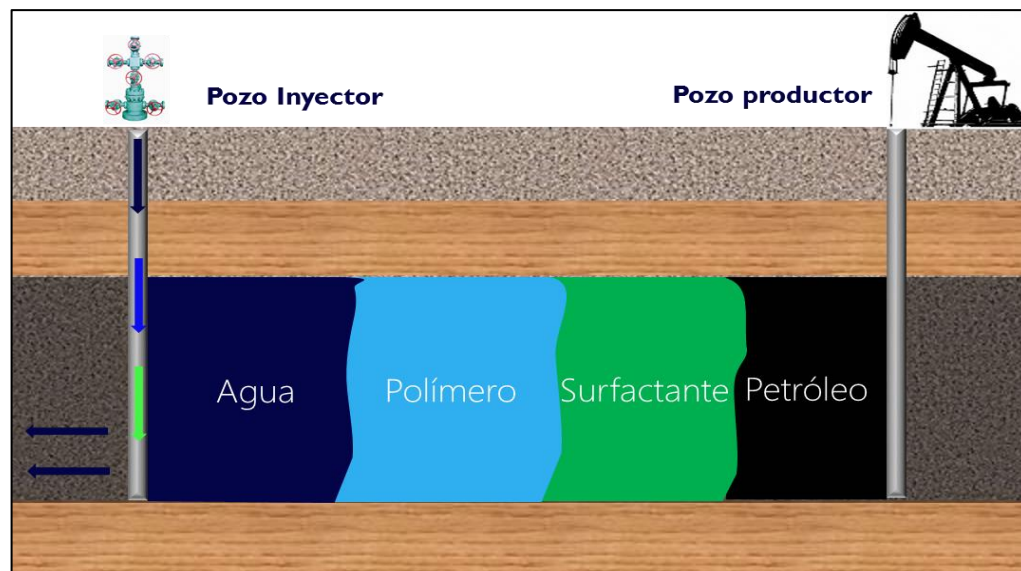 Pozo Inyector
Pozo productor
Agua
Polímero
Surfactante
Petróleo